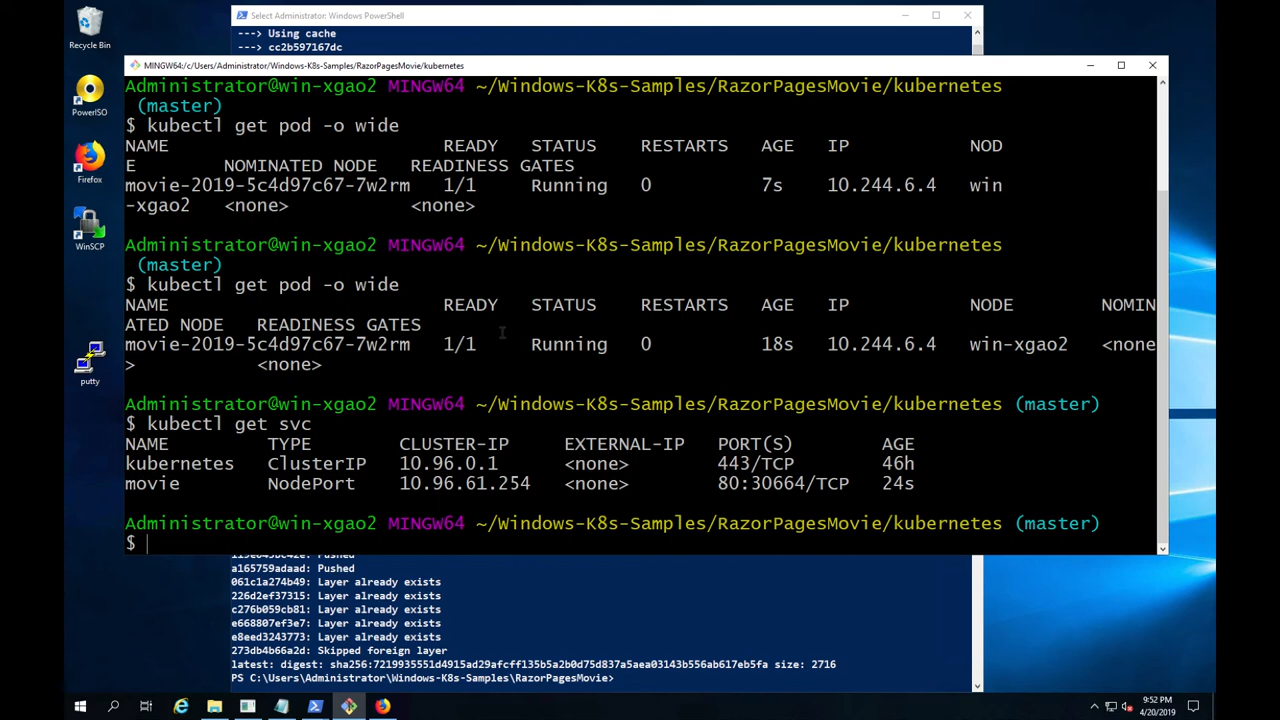 Recycle Bin
PowerISO
Firefox
WinSCP
putty
Select Administrator: Windows PowerShell
---> Using cache
---> cc2b597167dc
MINGW64:/c/Users/Administrator/Windows-K8s-Samples/RazorPagesMovie/kubernetes
Administrator@win-xgao2 MINGW64 ~/Windows-K8s-Samples/RazorPagesMovie/kubernetes
(master)
$ kubectl get pod -o wide
NAME READY STATUS RESTARTS AGE IP NOD
E NOMINATED NODE READINESS GATES
movie-2019-5c4d97c67-7w2rm 1/1 Running 0 7s 10.244.6.4 win
-xgao2 <none> <none>
Administrator@win-xgao2 MINGW64 ~/Windows-K8s-Samples/RazorPagesMovie/kubernetes
(master)
$ kubectl get pod -o wide
NAME READY STATUS RESTARTS AGE IP NODE NOMIN
ATED NODE READINESS GATES
movie-2019-5c4d97c67-7w2rm 1/1 Running 0 18s 10.244.6.4 win-xgao2 <none
> <none>
Administrator@win-xgao2 MINGW64 ~/Windows-K8s-Samples/RazorPagesMovie/kubernetes (master)
$ kubectl get svc
NAME TYPE CLUSTER-IP EXTERNAL-IP PORT(S) AGE
kubernetes ClusterIP 10.96.0.1 <none> 443/TCP 46h
movie NodePort 10.96.61.254 <none> 80:30664/TCP 24s
Administrator@win-xgao2 MINGW64 ~/Windows-K8s-Samples/RazorPagesMovie/kubernetes (master)
$
Pushed
a165759adaad: Pushed
061c1a274b49: Layer already exists
226d2ef37315: Layer already exists
c276b059cb81: Layer already exists
e668807ef3e7: Layer already exists
e8eed3243773: Layer already exists
273db4b66a2d: Skipped foreign layer
latest: digest: sha256:7219935551d4915ad29afcff135b5a2b0d75d837a5aea03143b556ab617eb5fa size: 2716
PS C:\Users\Administrator\Windows-K8s-Samples\RazorPagesMovie>
9:52 PM
4/20/2019